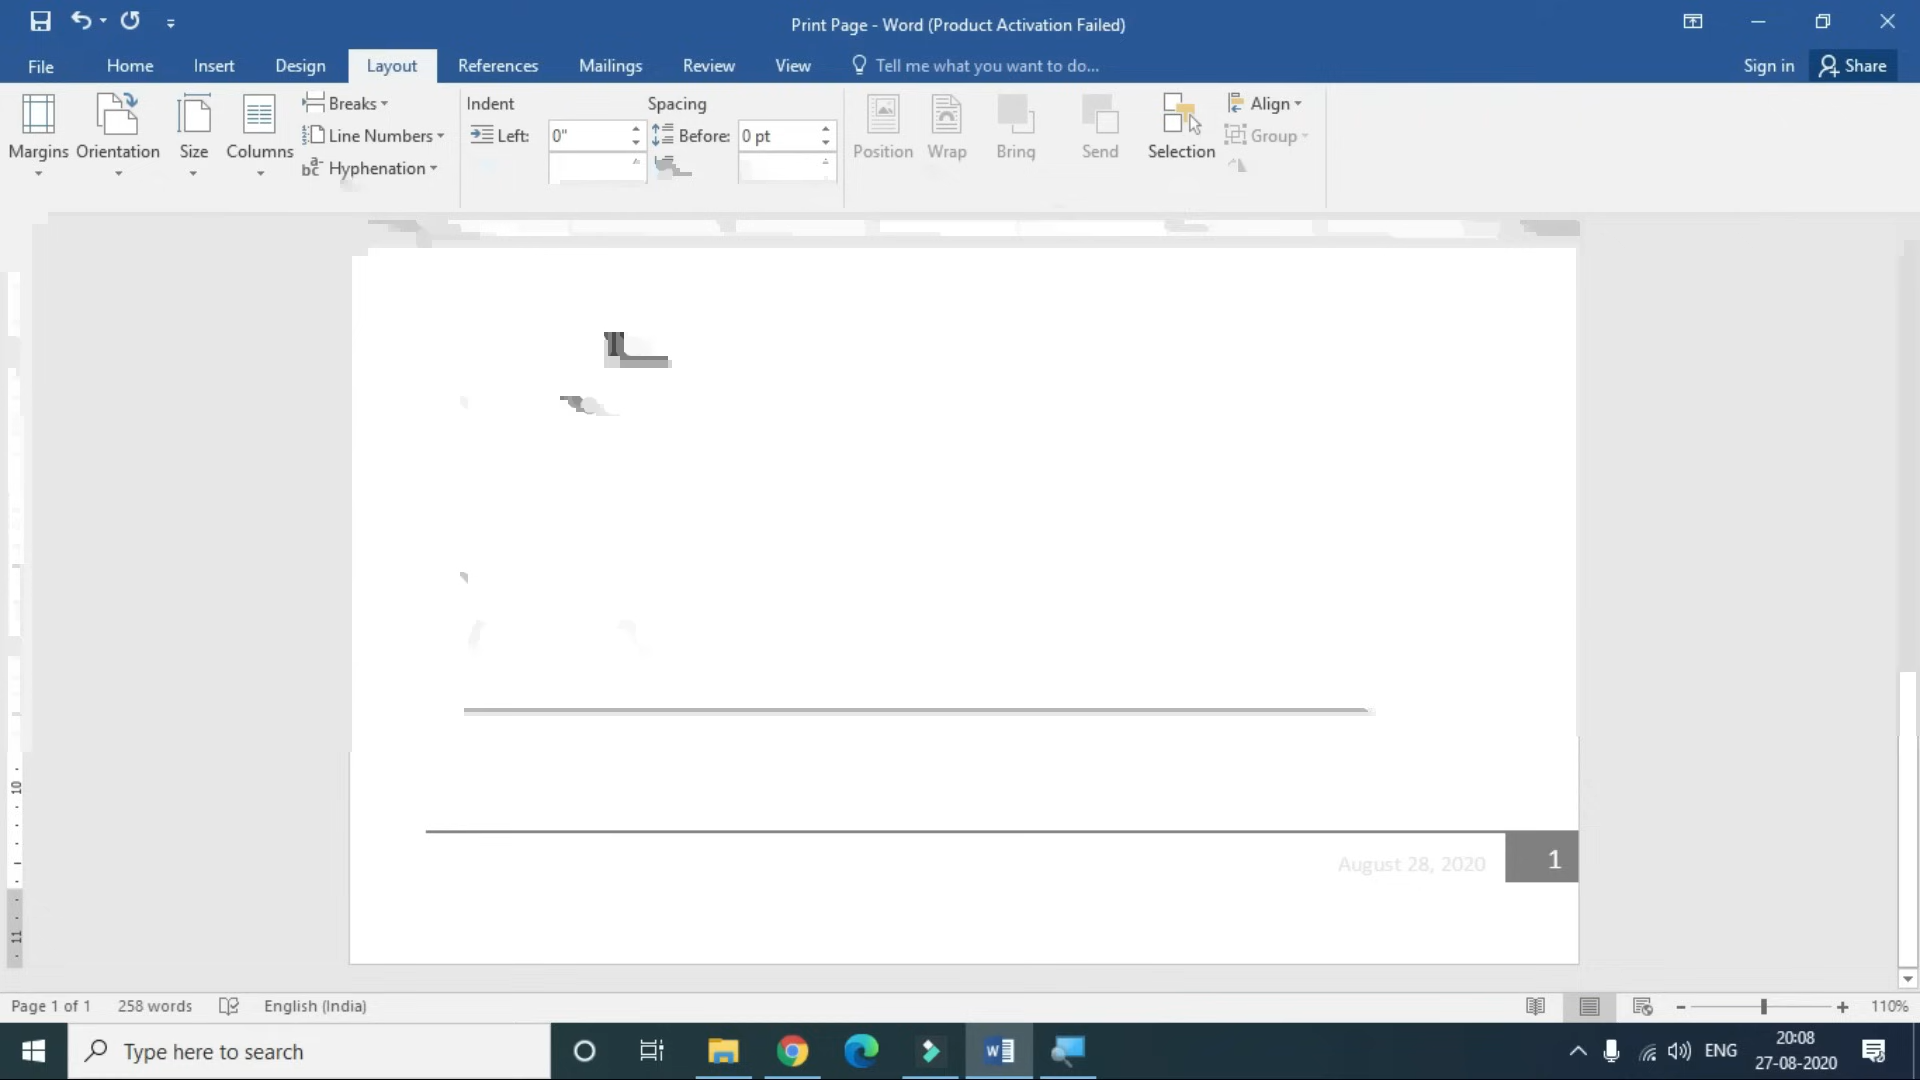 Print Page - Word (Product Activation Failed)
File Home Insert Design Layout References Mailings Review View Tell me what you want to do... Sign in Share
Margins Orientation Size Columns
Breaks
Line Numbers
Hyphenation
Indent
Left: 0"
Spacing
Before: 0 pt
Position Wrap Bring Send Selection
Align
Group
10
11
August 28, 2020 1
Page 1 of 1 258 words English (India) 110%
Type here to search
ENG
20:08
27-08-2020